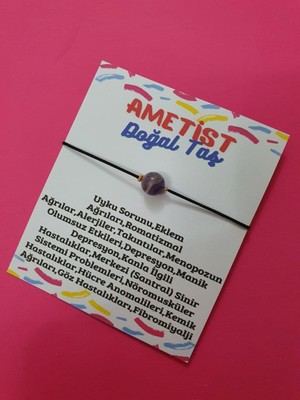 AMETİST
Doğal Taş
Uyku Sorunu,Eklem
Ağrıları,Romatizmal
Ağrılar,Alerjiler,Takıntılar,Menopozun
Olumsuz Etkileri,Depresyon,Manik
Depresyon,Kanla İlgili
Hastalıklar,Merkezi (Santral) Sinir
Sistemi Problemleri,Nöromusküler
Hastalıklar,Hücre Anomalileri,Kemik
Ağrıları,Göz Hastalıkları,Fibromiyalji